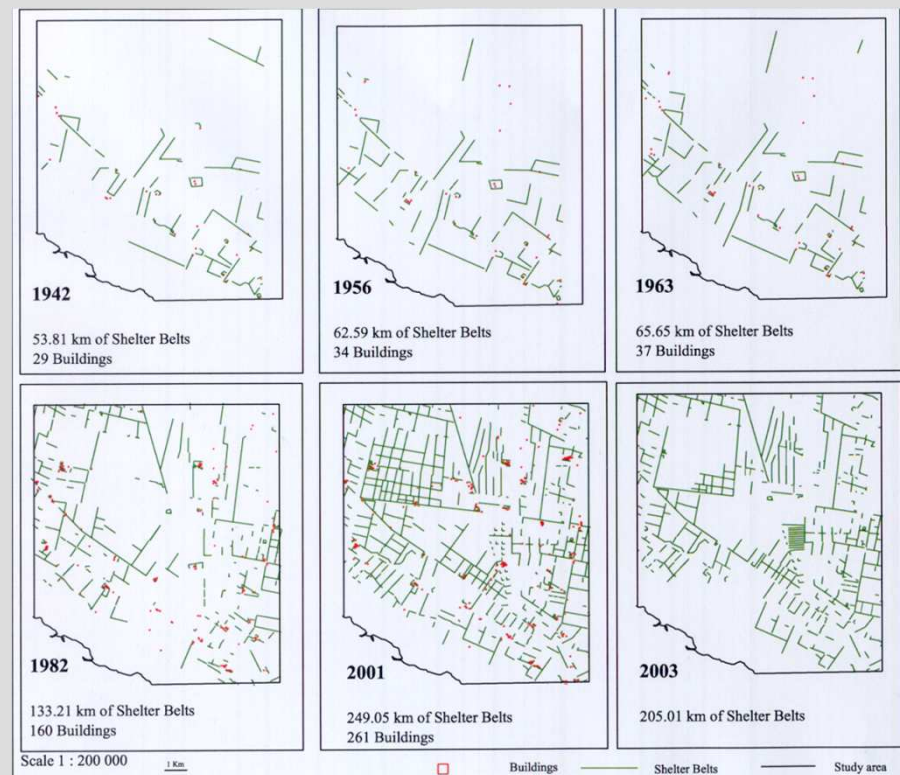 1942
53.81 km of Shelter Belts
29 Buildings
1956
62.59 km of Shelter Belts
34 Buildings
1963
65.65 km of Shelter Belts
37 Buildings
1982
133.21 km of Shelter Belts
160 Buildings
2001
249.05 km of Shelter Belts
261 Buildings
2003
205.01 km of Shelter Belts
Scale 1 : 200 000
1 Km
Buildings
Shelter Belts
Study area